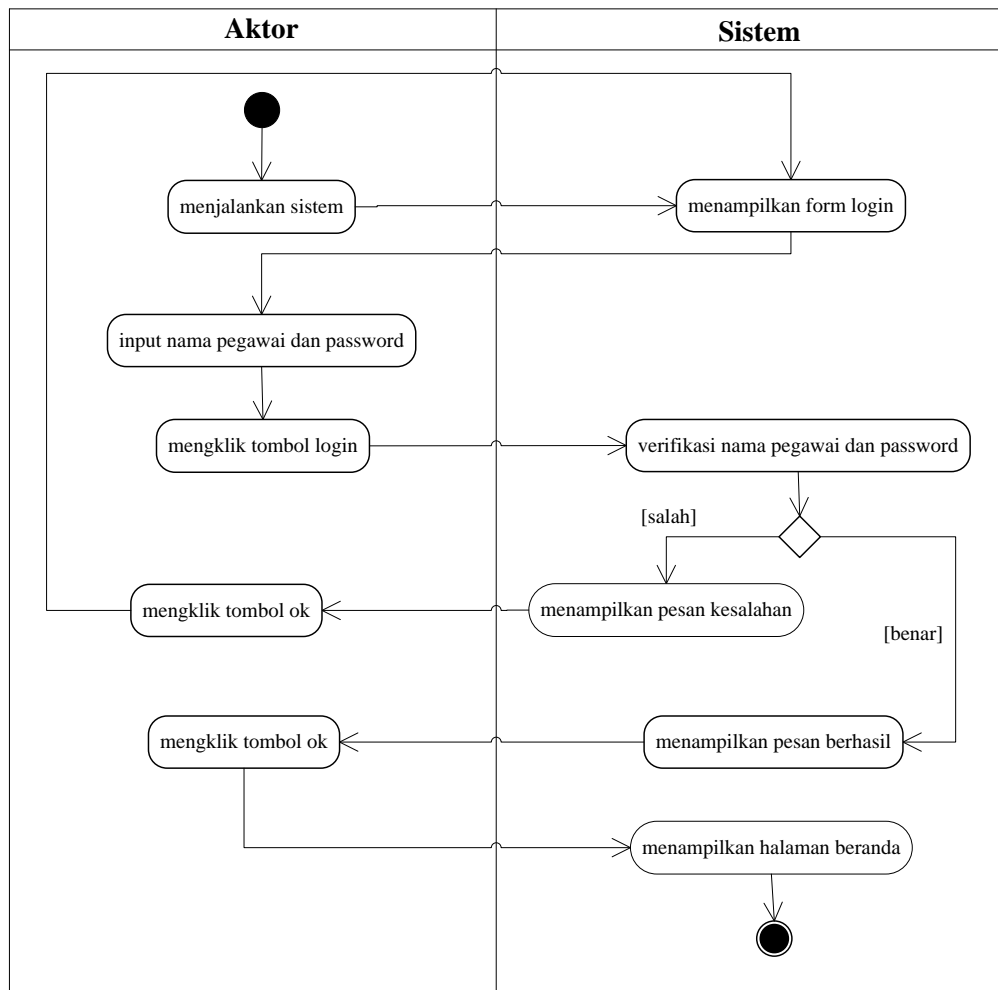 Aktor
Sistem
menjalankan sistem
menampilkan form login
input nama pegawai dan password
mengklik tombol login
verifikasi nama pegawai dan password
[salah]
mengklik tombol ok
menampilkan pesan kesalahan
[benar]
mengklik tombol ok
menampilkan pesan berhasil
menampilkan halaman beranda